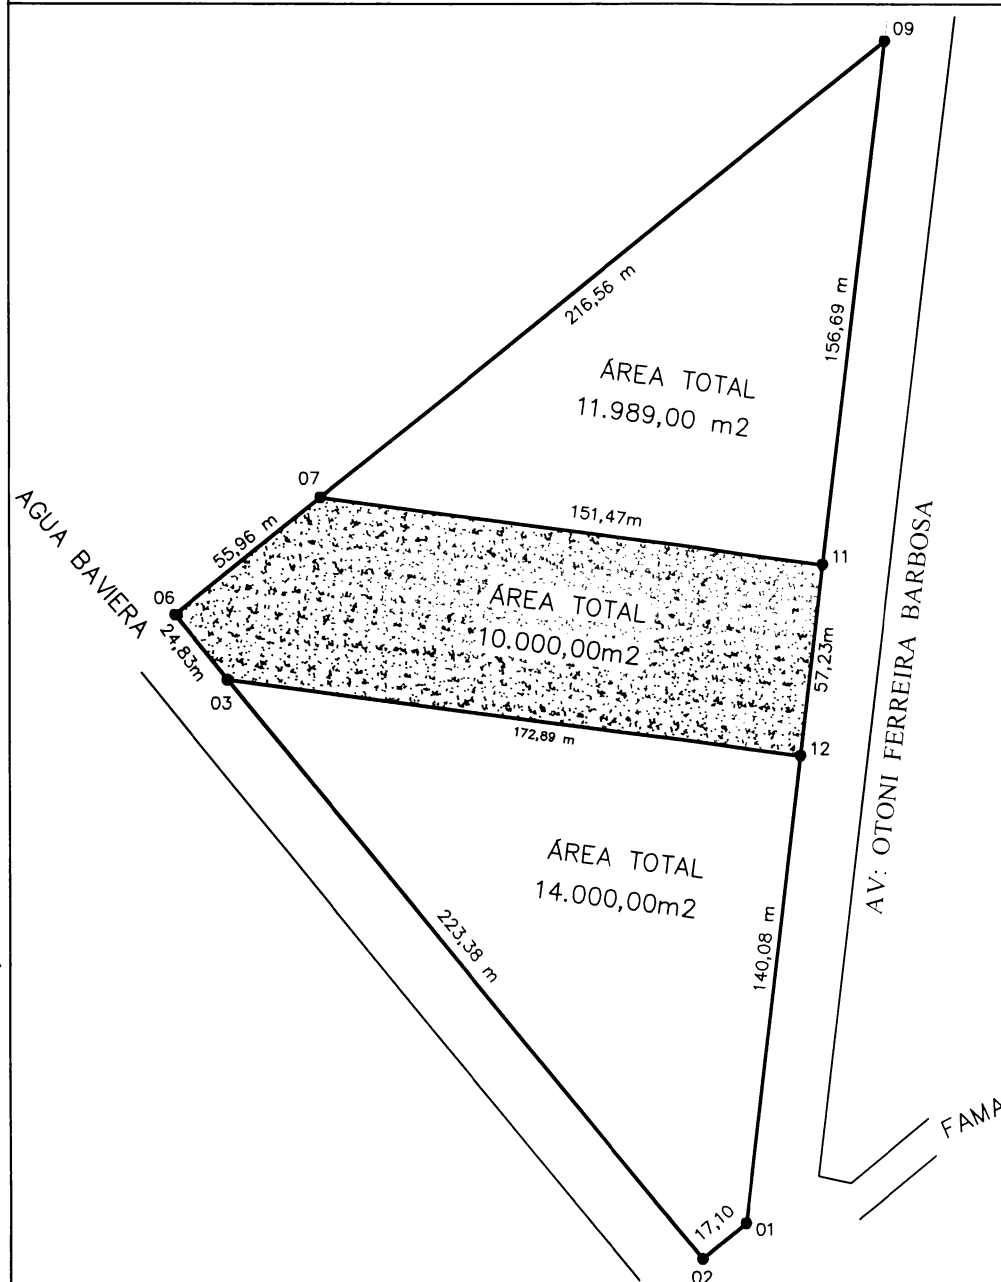 09
216,56 m
156,69 m
ÁREA TOTAL
11.989,00 m2
07
151,47m
11
AGUA BAVIERA
55,96 m
06
24,83m
03
ÁREA TOTAL
10.000,00m2
57,23m
172,89 m
12
AV: OTONI FERREIRA BARBOSA
ÁREA TOTAL
14.000,00m2
223,38 m
140,08 m
FAMA
17,10
01
02